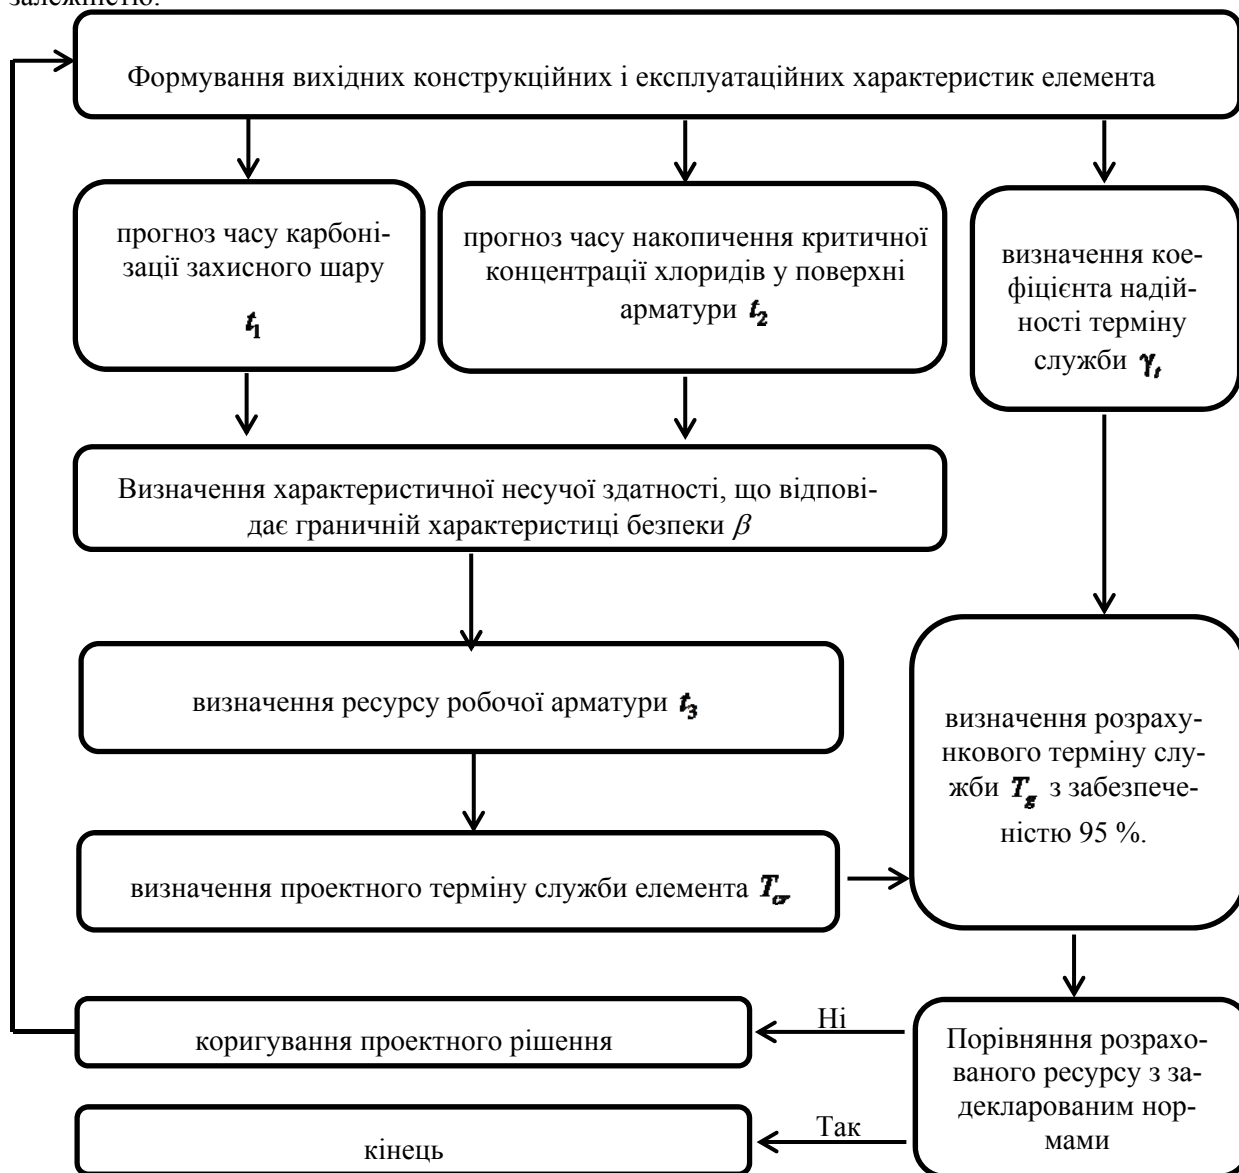 залежністю.
Формування вихідних конструкційних і експлуатаційних характеристик елемента
прогноз часу карбоні-
зації захисного шару
t₁
прогноз часу накопичення критичної
концентрації хлоридів у поверхні
арматури t₂
визначення кое-
фіцієнта надій-
ності терміну
служби γₜ
Визначення характеристичної несучої здатності, що відпові-
дає граничній характеристиці безпеки β
визначення ресурсу робочої арматури t₃
визначення розраху-
нкового терміну слу-
жби T_g з забезпече-
ністю 95 %.
визначення проектного терміну служби елемента T_cr
коригування проектного рішення
Ні
Порівняння розрахо-
ваного ресурсу з за-
декларованим нор-
мами
Так
кінець